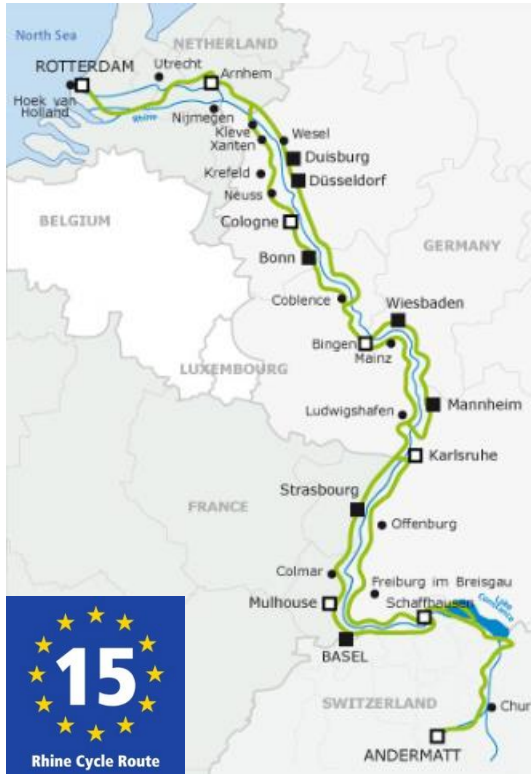 North Sea
NETHERLAND
ROTTERDAM
Utrecht
Arnhem
Hoek van
Holland
Rhine
Nijmegen
Kleve
Xanten
Wesel
Duisburg
Krefeld
Düsseldorf
Neuss
Cologne
BELGIUM
GERMANY
Bonn
Coblence
Wiesbaden
Bingen
Mainz
LUXEMBOURG
Ludwigshafen
Mannheim
Karlsruhe
Strasbourg
FRANCE
Offenburg
Colmar
Freiburg im Breisgau
Mulhouse
Schaffhausen
Lake
Constance
BASEL
15
SWITZERLAND
Chur
ANDERMATT
Rhine Cycle Route